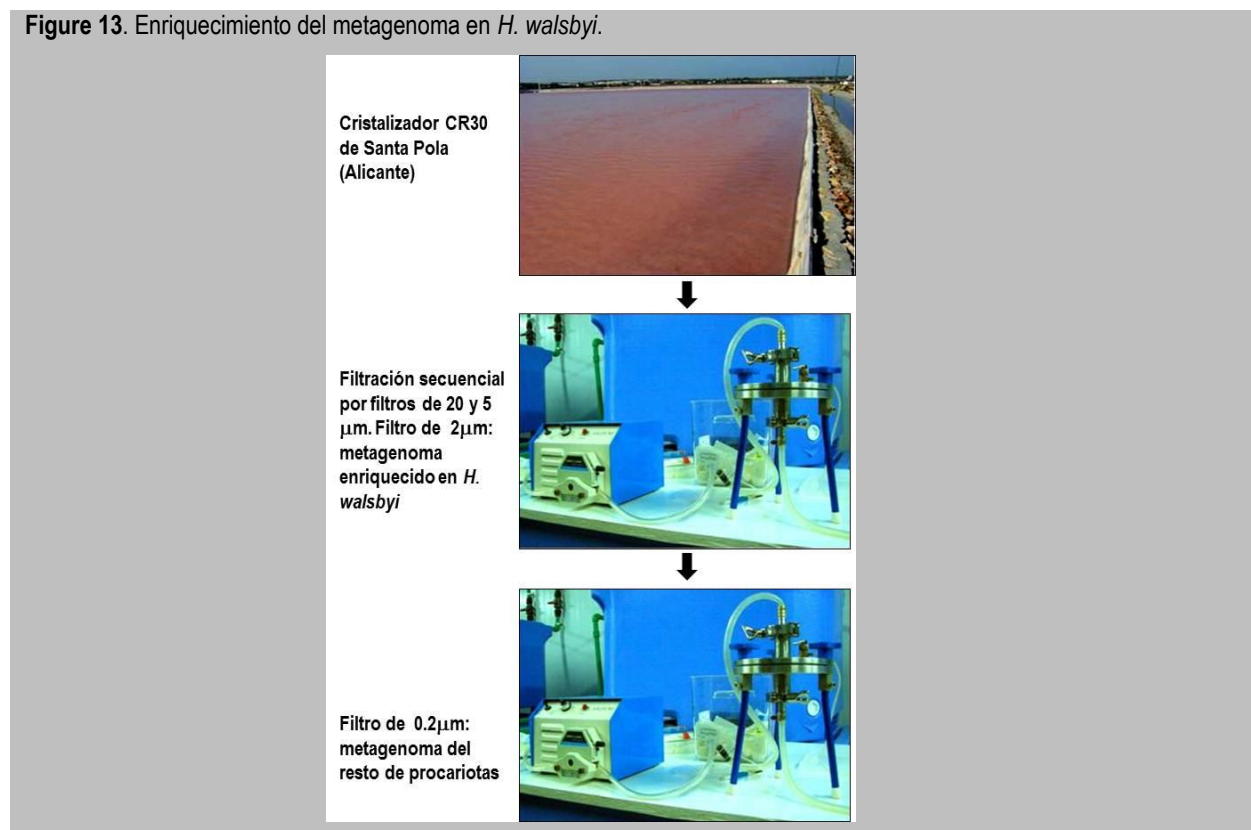 Figure 13. Enriquecimiento del metagenoma en H. walsbyi.
Cristalizador CR30
de Santa Pola
(Alicante)
Filtración secuencial
por filtros de 20 y 5
μm. Filtro de 2μm:
metagenoma
enriquecido en H.
walsbyi
Filtro de 0.2μm:
metagenoma del
resto de procariotas